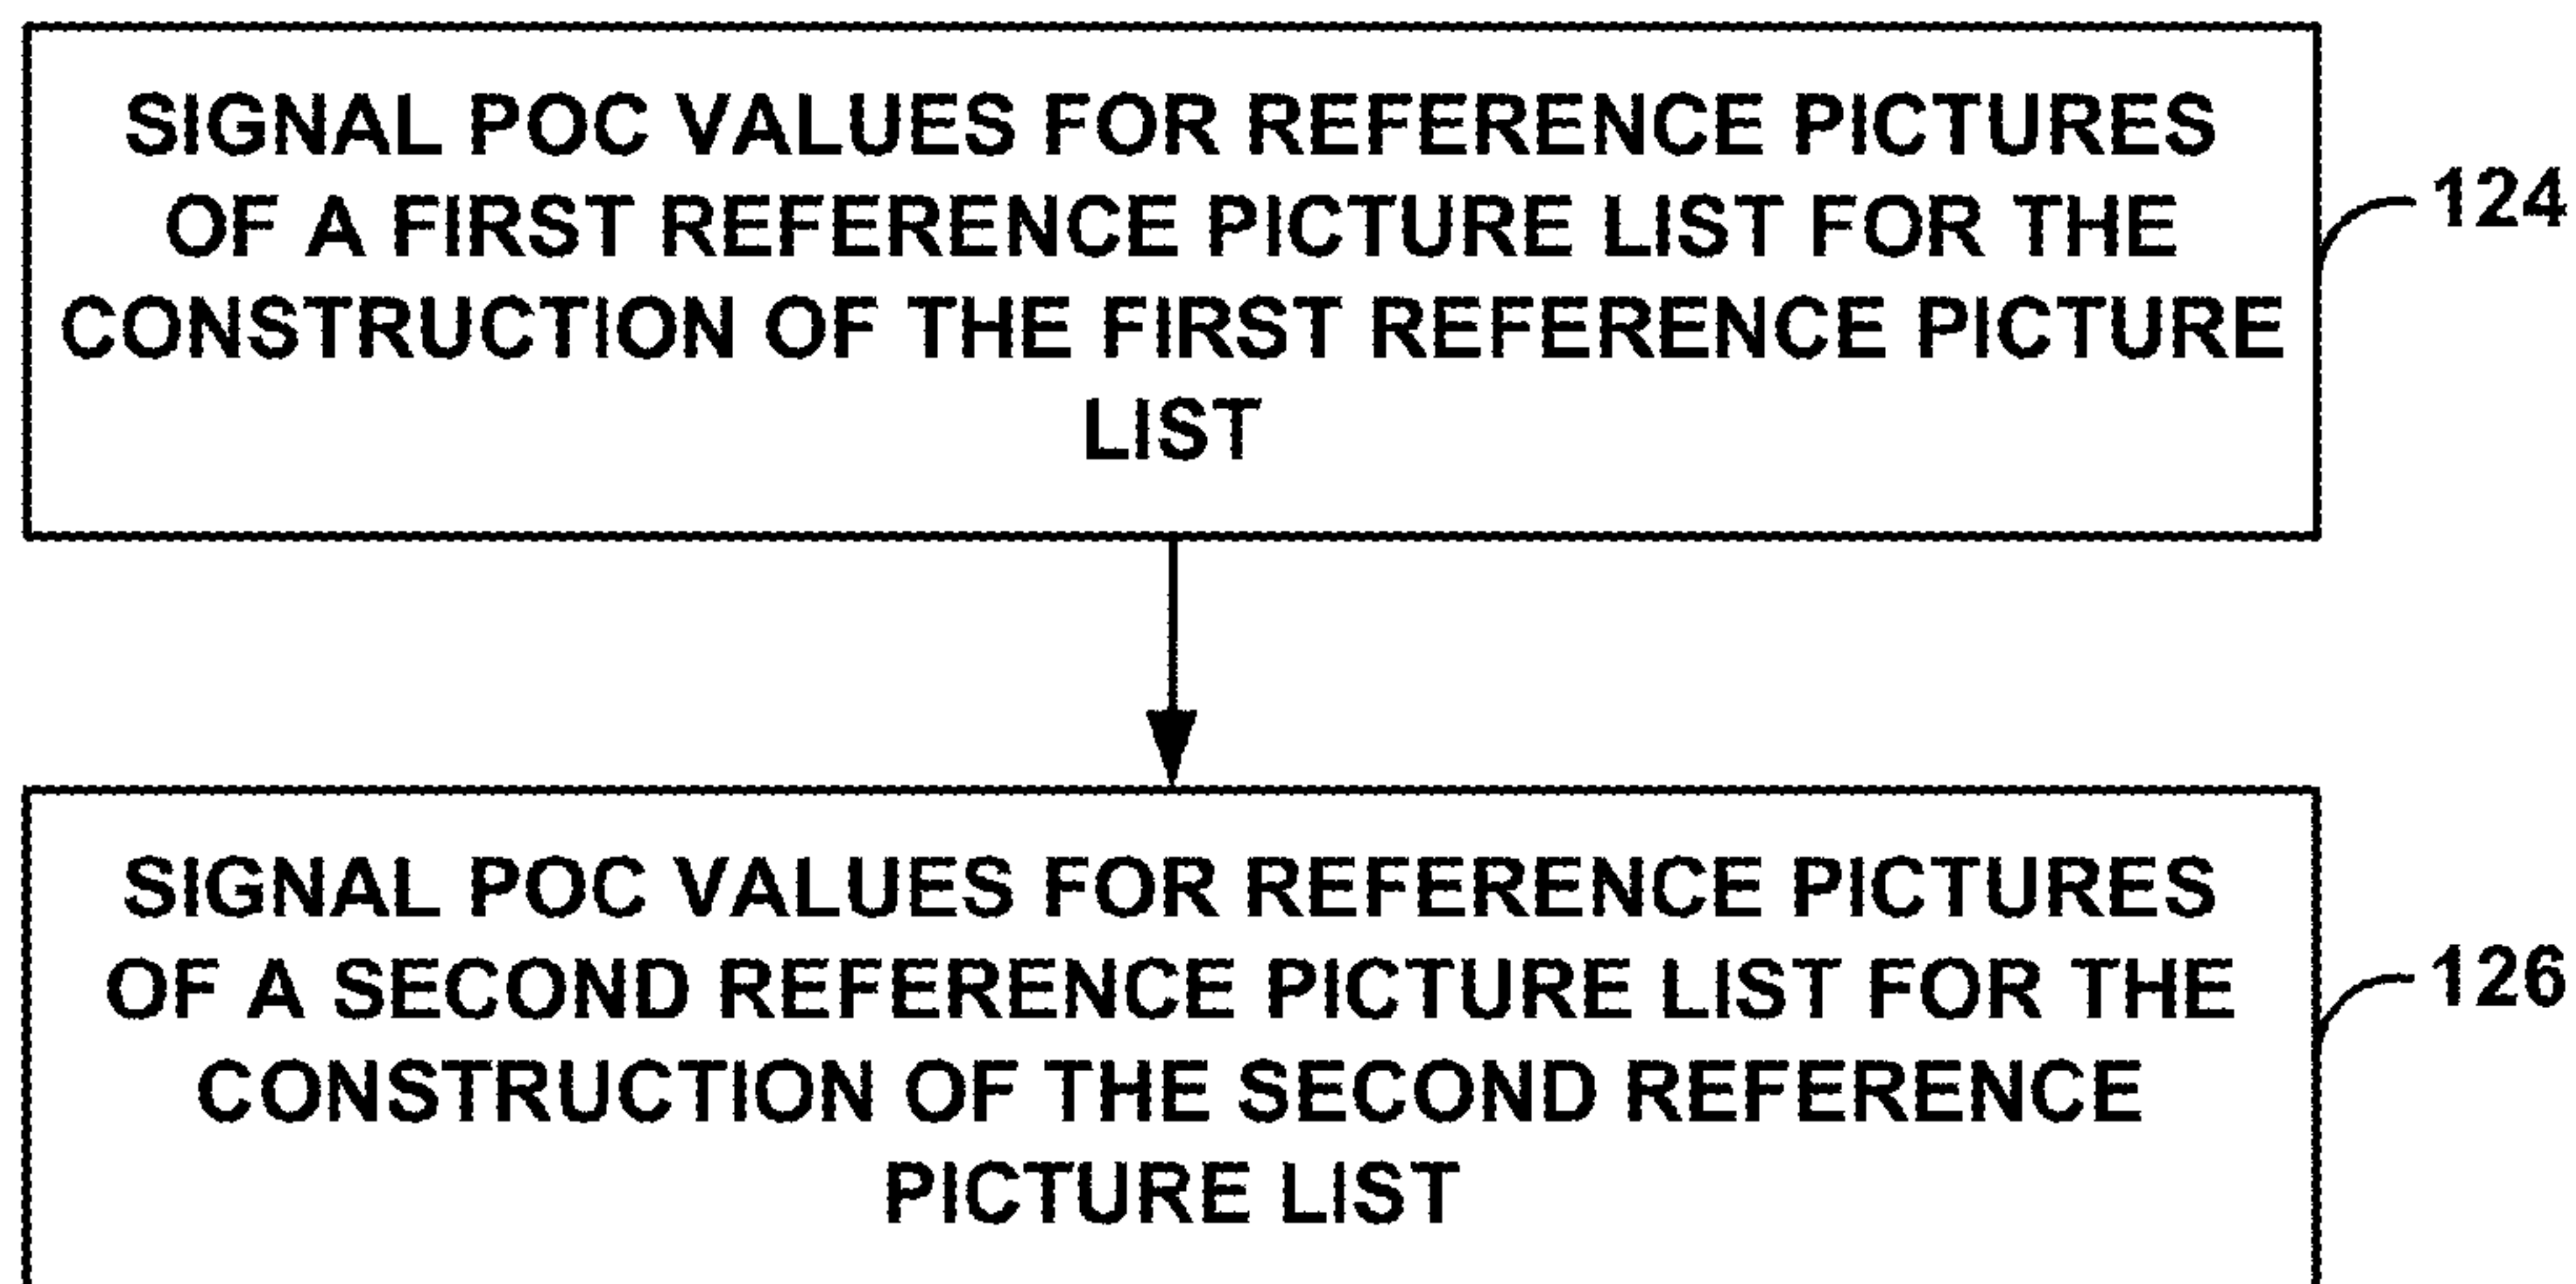 SIGNAL POC VALUES FOR REFERENCE PICTURES
OF A FIRST REFERENCE PICTURE LIST FOR THE
CONSTRUCTION OF THE FIRST REFERENCE PICTURE
LIST
124
SIGNAL POC VALUES FOR REFERENCE PICTURES
OF A SECOND REFERENCE PICTURE LIST FOR THE
CONSTRUCTION OF THE SECOND REFERENCE
PICTURE LIST
126